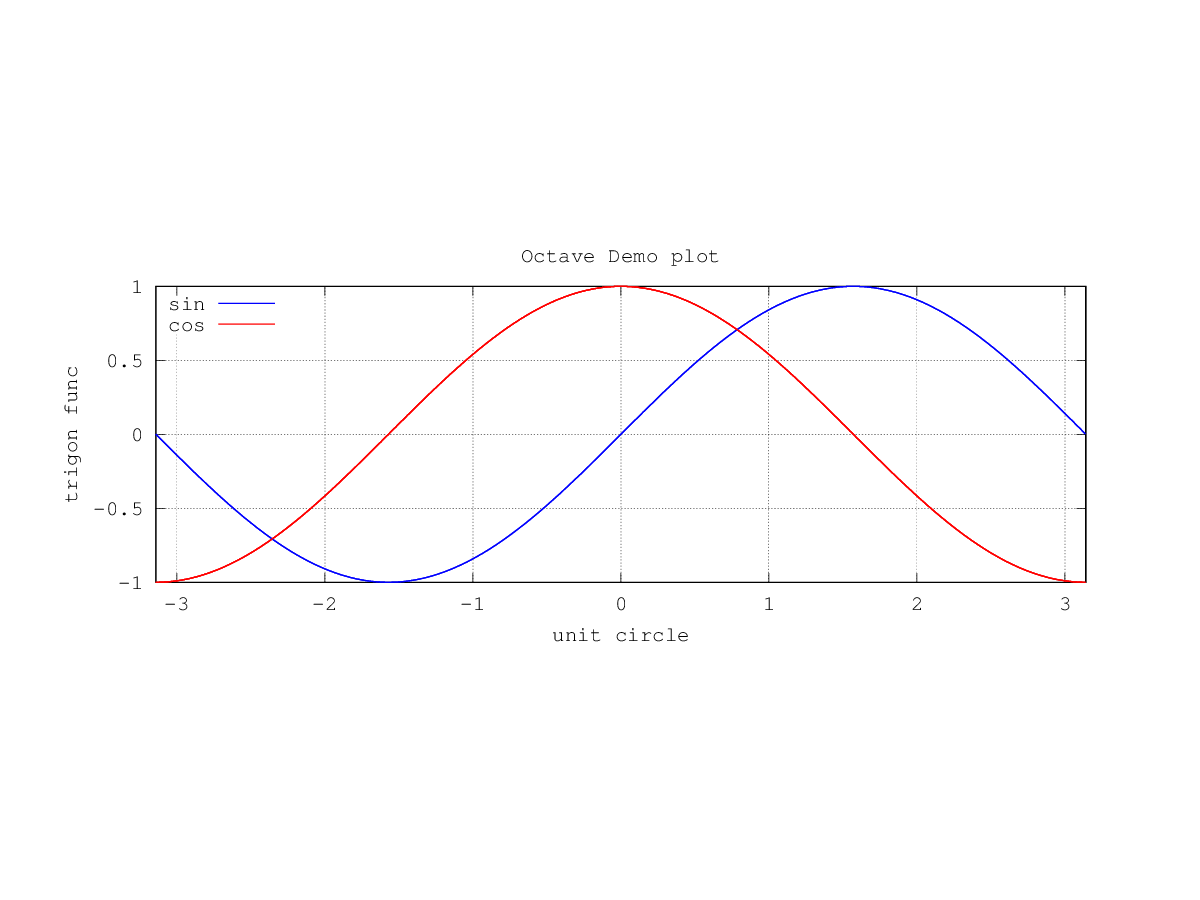 Octave Demo plot
1
sin
cos
0.5
0
-0.5
-1
trigon func
-3 -2 -1 0 1 2 3
unit circle